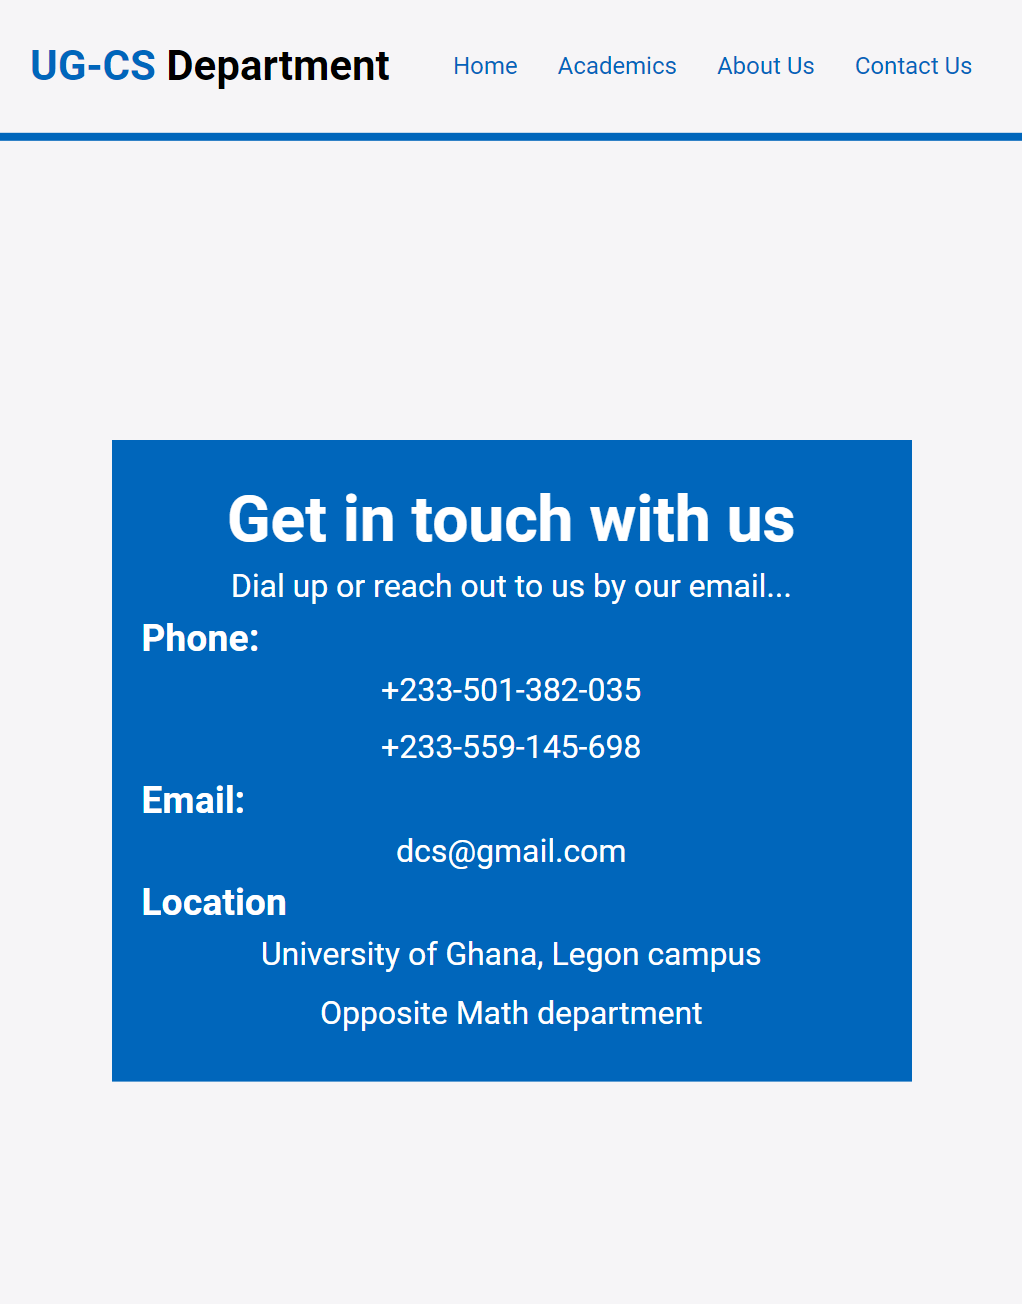 UG-CS Department Home Academics About Us Contact Us
Get in touch with us
Dial up or reach out to us by our email...
Phone:
+233-501-382-035
+233-559-145-698
Email:
dcs@gmail.com
Location
University of Ghana, Legon campus
Opposite Math department